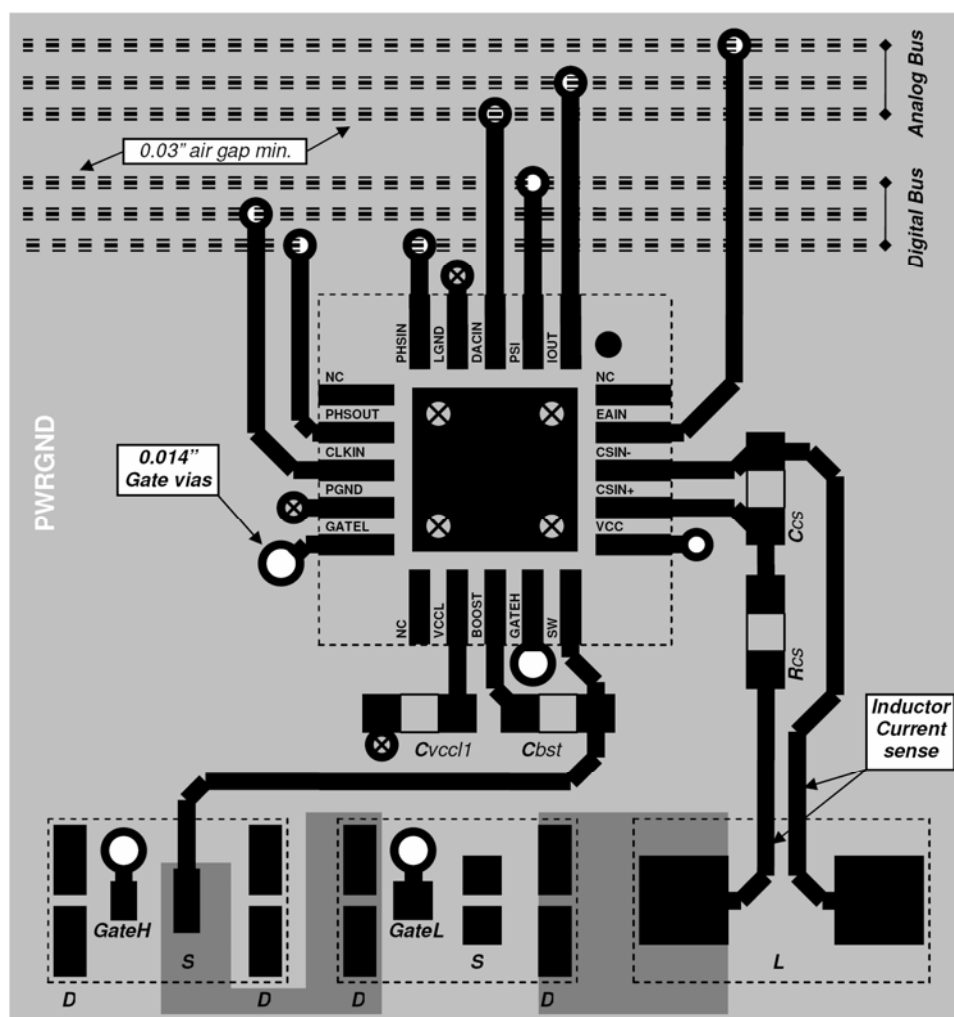 Analog Bus
0.03” air gap min.
Digital Bus
PHSIN
LGND
DACIN
PSI
IOUT
NC
NC
PHSOUT
EAIN
CLKIN
CSIN-
PGND
CSIN+
GATEL
VCC
PWRGND
0.014”
Gate vias
Ccs
NC
VCCL
BOOST
GATEH
SW
Rcs
Inductor
Current
sense
Cvccl1
Cbst
GateH
S
GateL
S
L
D
D
D
D